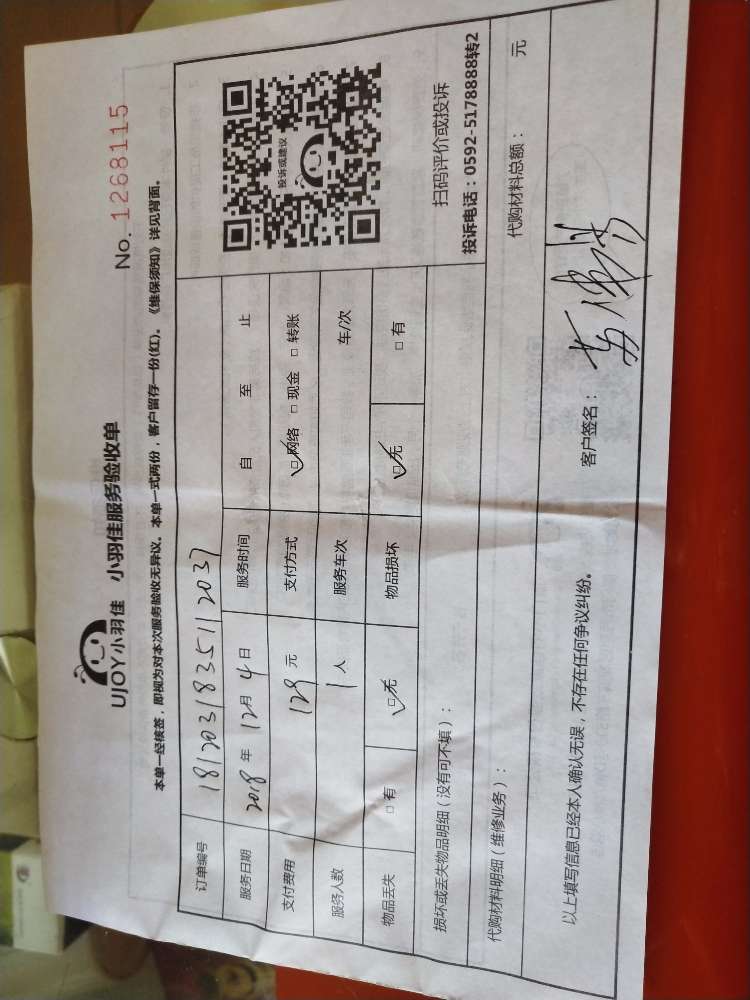 UJOY小羽佳 小羽佳服务验收单
No. 1268115
本单一经核签，即视为对本次服务验收无异议。本单一式两份，客户留存一份(红)。《维保须知》详见背面。
订单编号 181203183511 2037
服务日期 2018 年 12 月 4 日 服务时间 自 至 止
支付费用 129 元 支付方式 ☑网络 □现金 □转账
服务人数 1 人 服务车次 车/次
物品丢失 □有 ☑无 物品损坏 ☑无 □有
投诉或建议
扫码评价或投诉
投诉电话：0592-5178888转2
损坏或丢失物品明细（没有可不填）：
代购材料明细（维修业务）： 代购材料总额： 元
以上填写信息已经本人确认无误，不存在任何争议纠纷。 客户签名：